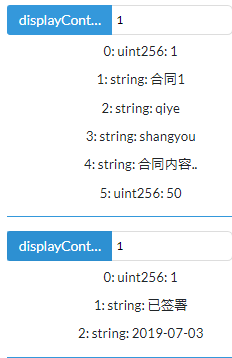 displayCont... 1
0: uint256: 1
1: string: 合同1
2: string: qiye
3: string: shangyou
4: string: 合同内容..
5: uint256: 50
displayCont... 1
0: uint256: 1
1: string: 已签署
2: string: 2019-07-03